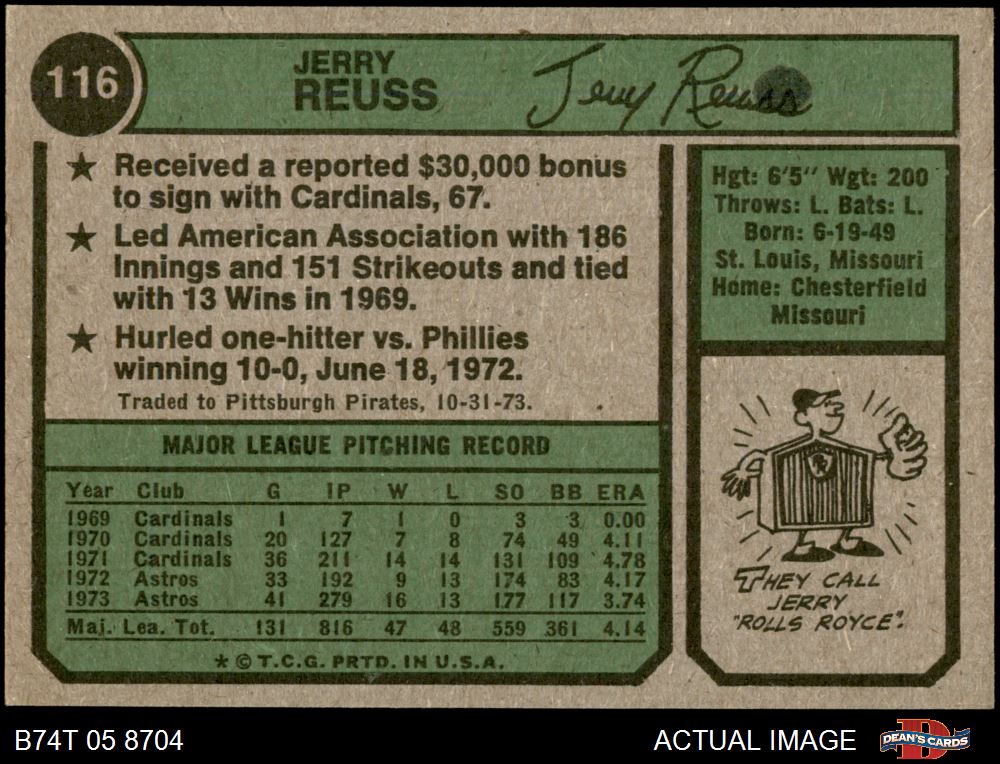 116
JERRY
REUSS
Jerry Reuss
★ Received a reported $30,000 bonus
to sign with Cardinals, 67.
★ Led American Association with 186
Innings and 151 Strikeouts and tied
with 13 Wins in 1969.
★ Hurled one-hitter vs. Phillies
winning 10-0, June 18, 1972.
Traded to Pittsburgh Pirates, 10-31-73.
MAJOR LEAGUE PITCHING RECORD
Year Club G IP W L SO BB ERA
1969 Cardinals 1 7 1 0 3 3 0.00
1970 Cardinals 20 127 7 8 74 49 4.11
1971 Cardinals 36 211 14 14 131 109 4.78
1972 Astros 33 192 9 13 174 83 4.17
1973 Astros 41 279 16 13 177 117 3.74
Maj. Lea. Tot. 131 816 47 48 559 361 4.14
* © T.C.G. PRTD. IN U.S.A.
Hgt: 6'5" Wgt: 200
Throws: L. Bats: L.
Born: 6-19-49
St. Louis, Missouri
Home: Chesterfield
Missouri
THEY CALL
JERRY
"ROLLS ROYCE".
B74T 05 8704
ACTUAL IMAGE
DEAN'S CARDS